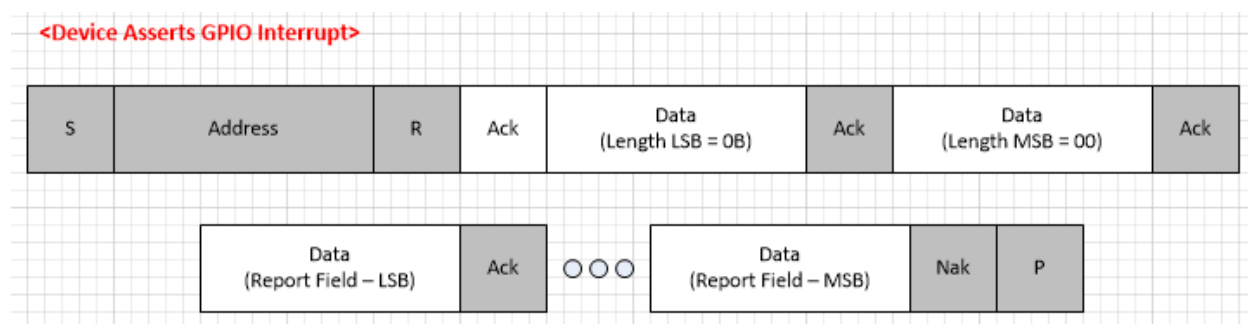 <Device Asserts GPIO Interrupt>
S Address R Ack Data Ack Data Ack
(Length LSB = 0B) (Length MSB = 00)
Data Ack Data Nak P
(Report Field – LSB) (Report Field – MSB)